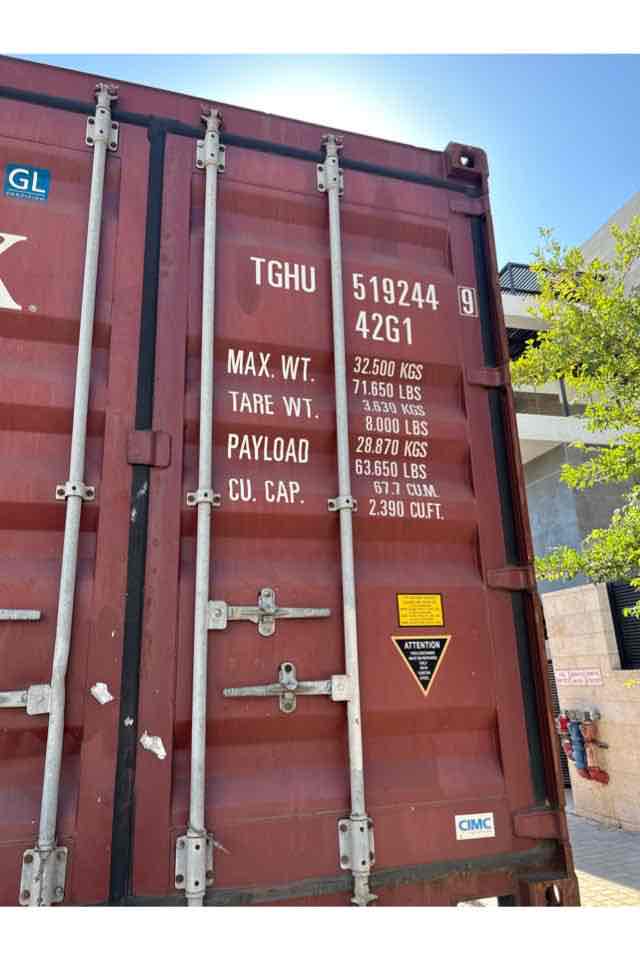 GL
TGHU 519244 9
42G1
MAX. WT. 32.500 KGS
71.650 LBS
TARE WT. 3.630 KGS
8.000 LBS
PAYLOAD 28.870 KGS
63.650 LBS
CU. CAP. 67.7 CU.M.
2.390 CU.FT.
ATTENTION
CIMC